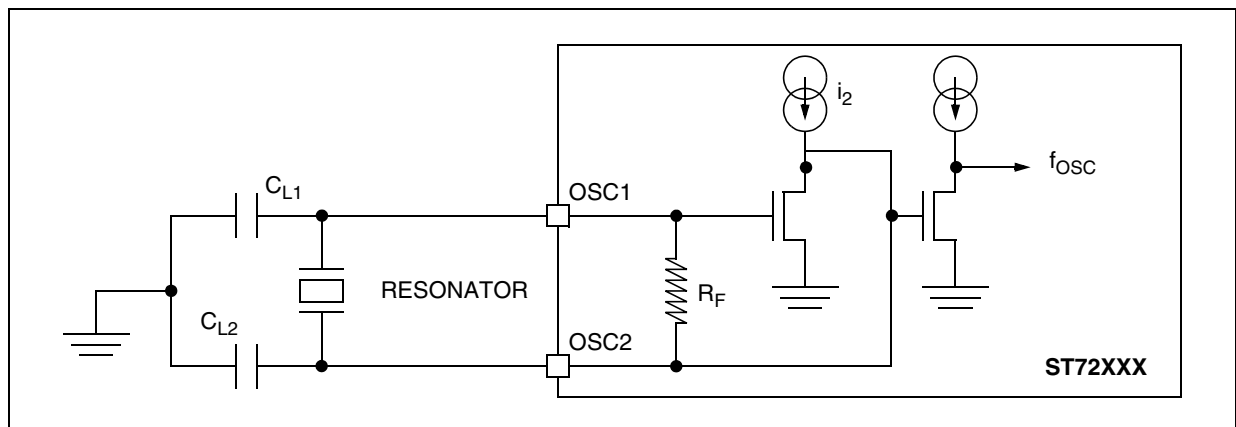 i2
fOSC
CL1
OSC1
RESONATOR
RF
CL2
OSC2
ST72XXX